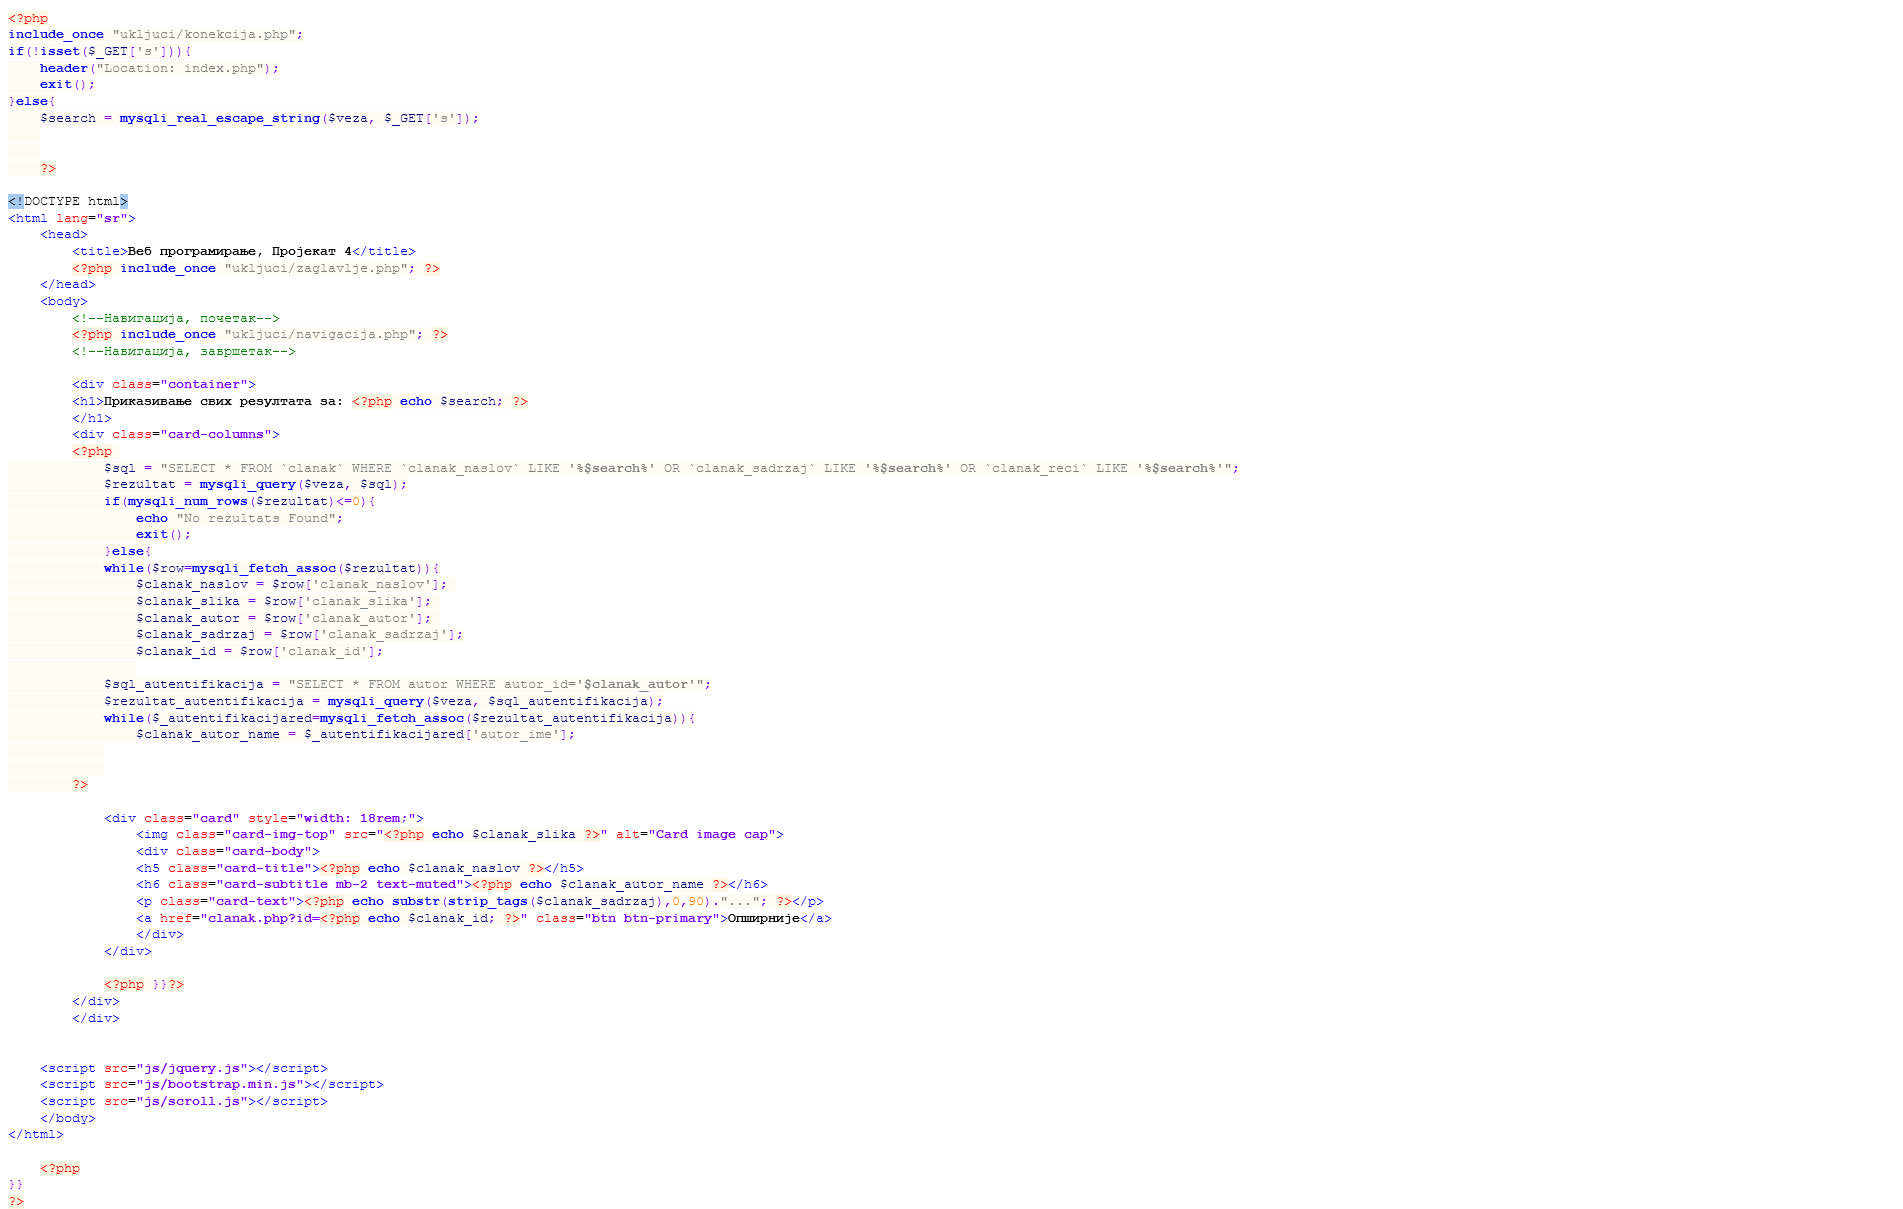 <?php
include_once "ukljuci/konekcija.php";
if(!isset($_GET['s'])){
    header("Location: index.php");
    exit();
}else{
    $search = mysqli_real_escape_string($veza, $_GET['s']);
    ?>
<!DOCTYPE html>
<html lang="sr">
    <head>
        <title>Веб програмирање, Пројекат 4</title>
        <?php include_once "ukljuci/zaglavlje.php"; ?>
    </head>
    <body>
        <!--Навигација, почетак-->
        <?php include_once "ukljuci/navigacija.php"; ?>
        <!--Навигација, завршетак-->
        <div class="container">
        <h1>Приказивање свих резултата за: <?php echo $search; ?>
        </h1>
        <div class="card-columns">
        <?php
            $sql = "SELECT * FROM `clanak` WHERE `clanak_naslov` LIKE '%$search%' OR `clanak_sadrzaj` LIKE '%$search%' OR `clanak_reci` LIKE '%$search%'";
            $rezultat = mysqli_query($veza, $sql);
            if(mysqli_num_rows($rezultat)<=0){
                echo "No rezultats Found";
                exit();
            }else{
            while($row=mysqli_fetch_assoc($rezultat)){
                $clanak_naslov = $row['clanak_naslov'];
                $clanak_slika = $row['clanak_slika'];
                $clanak_autor = $row['clanak_autor'];
                $clanak_sadrzaj = $row['clanak_sadrzaj'];
                $clanak_id = $row['clanak_id'];
            $sql_autentifikacija = "SELECT * FROM autor WHERE autor_id='$clanak_autor'";
            $rezultat_autentifikacija = mysqli_query($veza, $sql_autentifikacija);
            while($_autentifikacijared=mysqli_fetch_assoc($rezultat_autentifikacija)){
                $clanak_autor_name = $_autentifikacijared['autor_ime'];
        ?>
            <div class="card" style="width: 18rem;">
                <img class="card-img-top" src="<?php echo $clanak_slika ?>" alt="Card image cap">
                <div class="card-body">
                <h5 class="card-title"><?php echo $clanak_naslov ?></h5>
                <h6 class="card-subtitle mb-2 text-muted"><?php echo $clanak_autor_name ?></h6>
                <p class="card-text"><?php echo substr(strip_tags($clanak_sadrzaj),0,90)."..."; ?></p>
                <a href="clanak.php?id=<?php echo $clanak_id; ?>" class="btn btn-primary">Опширније</a>
                </div>
            </div>
            <?php }}?>
        </div>
        </div>
    <script src="js/jquery.js"></script>
    <script src="js/bootstrap.min.js"></script>
    <script src="js/scroll.js"></script>
    </body>
</html>
    <?php
}}
?>